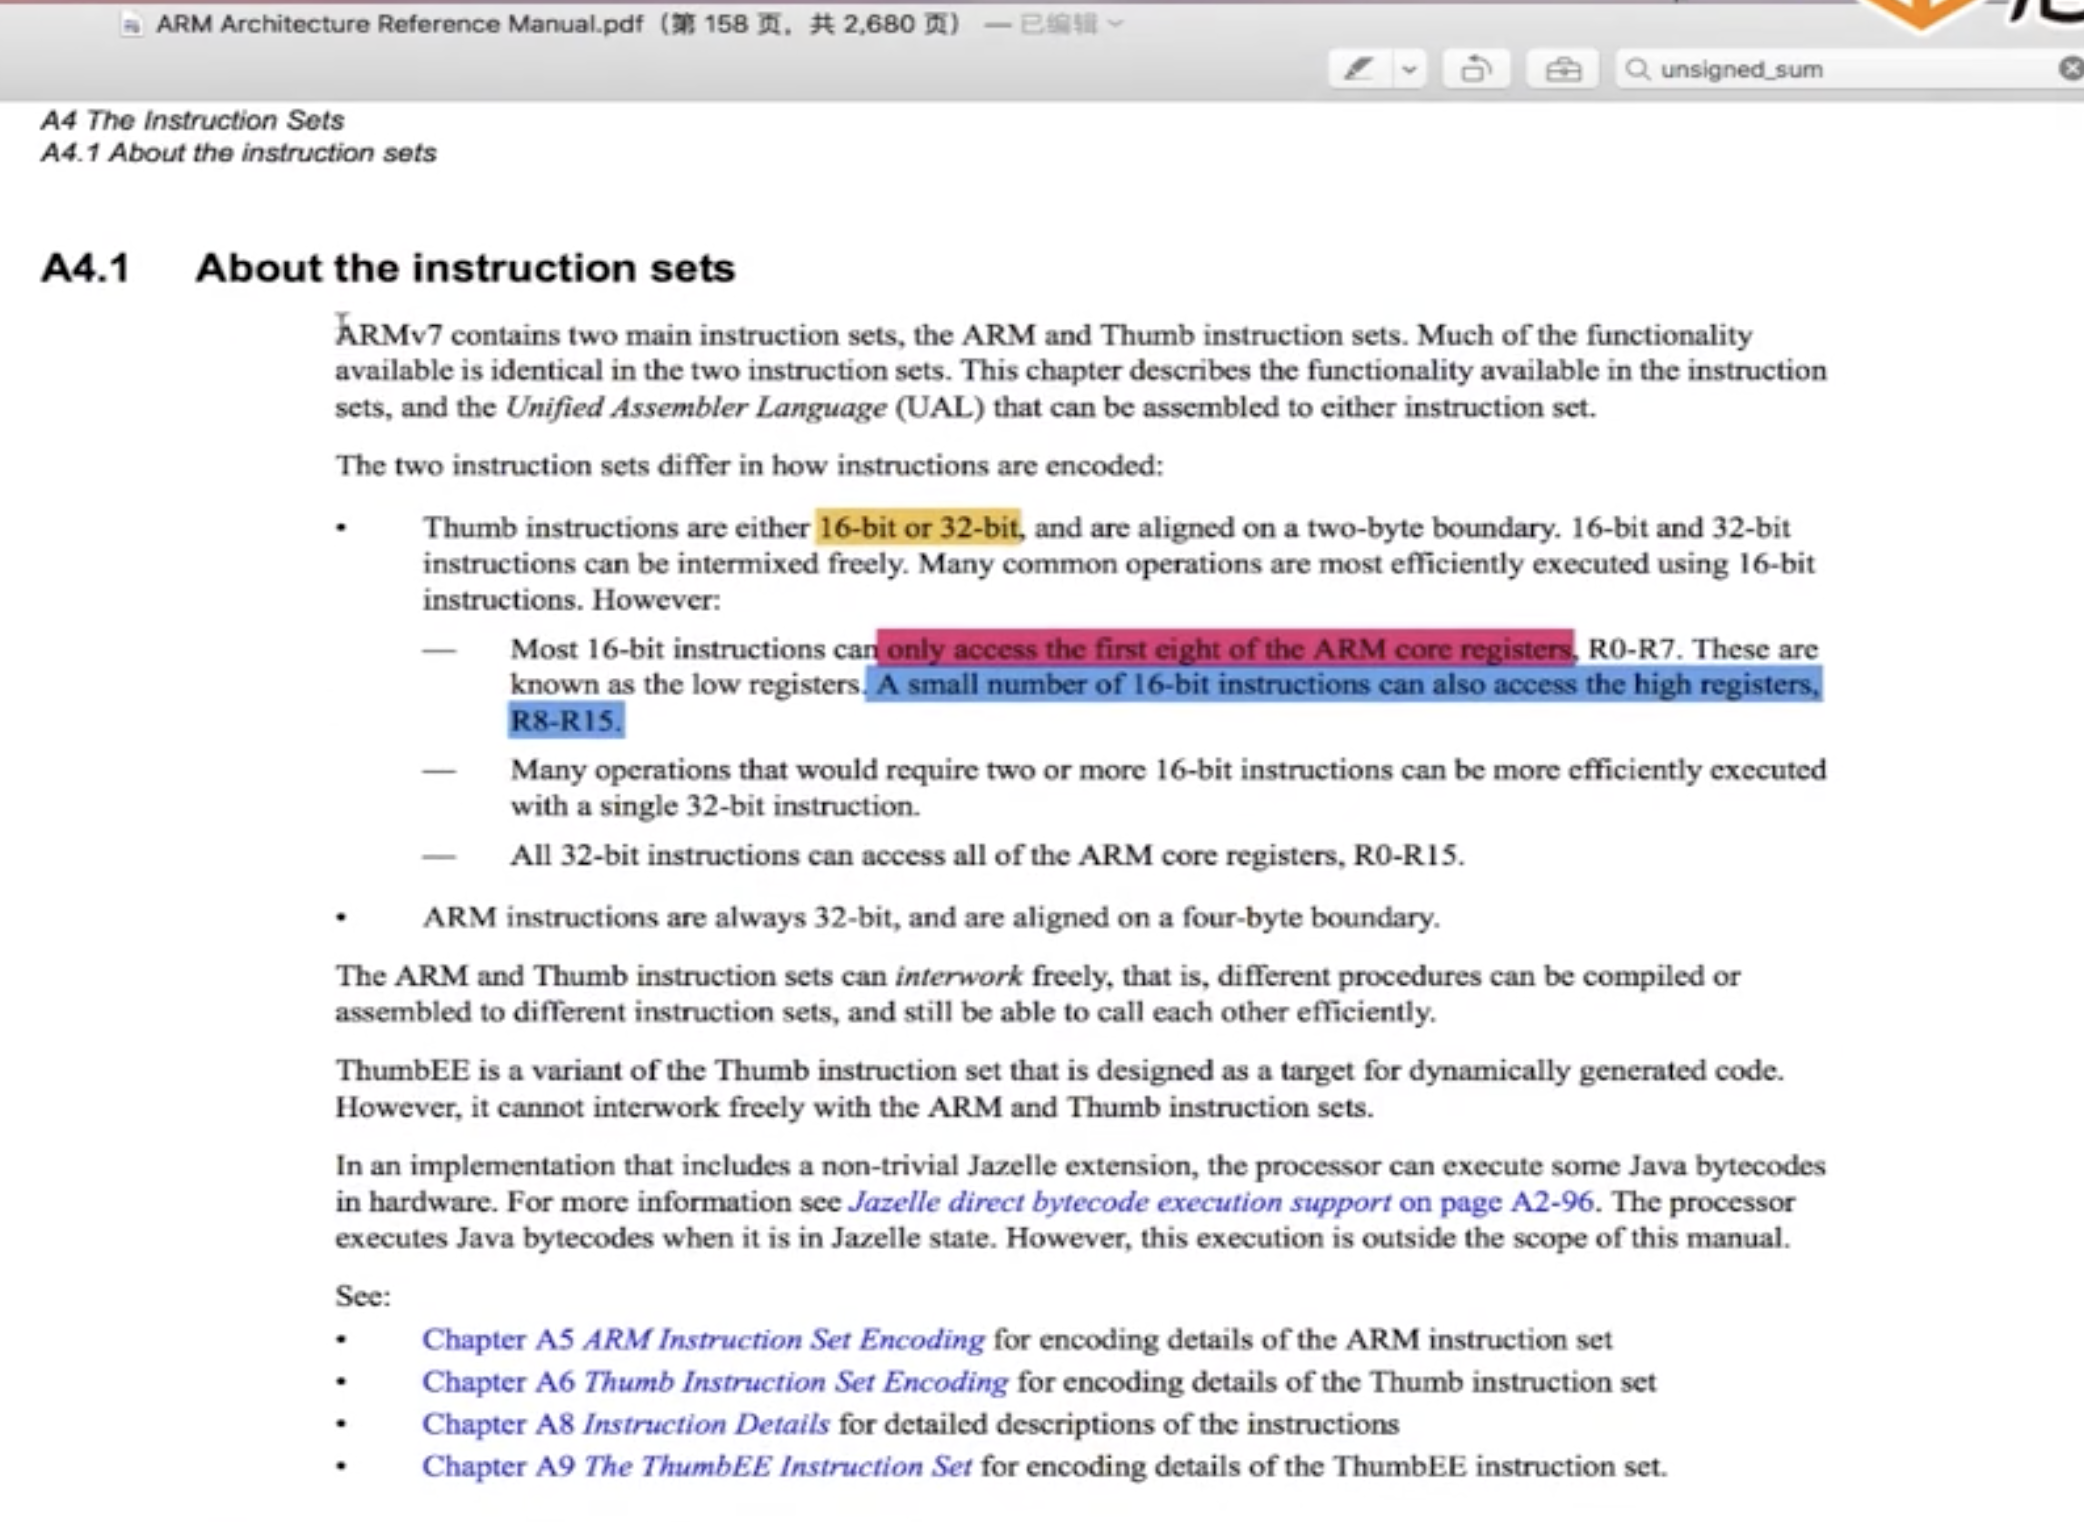 ARM Architecture Reference Manual.pdf（第 158 页，共 2,680 页） — 已编辑
unsigned_sum
A4 The Instruction Sets
A4.1 About the instruction sets
A4.1 About the instruction sets
ARMv7 contains two main instruction sets, the ARM and Thumb instruction sets. Much of the functionality
available is identical in the two instruction sets. This chapter describes the functionality available in the instruction
sets, and the Unified Assembler Language (UAL) that can be assembled to either instruction set.
The two instruction sets differ in how instructions are encoded:
• Thumb instructions are either 16-bit or 32-bit, and are aligned on a two-byte boundary. 16-bit and 32-bit
instructions can be intermixed freely. Many common operations are most efficiently executed using 16-bit
instructions. However:
— Most 16-bit instructions can only access the first eight of the ARM core registers, R0-R7. These are
known as the low registers. A small number of 16-bit instructions can also access the high registers,
R8-R15.
— Many operations that would require two or more 16-bit instructions can be more efficiently executed
with a single 32-bit instruction.
— All 32-bit instructions can access all of the ARM core registers, R0-R15.
• ARM instructions are always 32-bit, and are aligned on a four-byte boundary.
The ARM and Thumb instruction sets can interwork freely, that is, different procedures can be compiled or
assembled to different instruction sets, and still be able to call each other efficiently.
ThumbEE is a variant of the Thumb instruction set that is designed as a target for dynamically generated code.
However, it cannot interwork freely with the ARM and Thumb instruction sets.
In an implementation that includes a non-trivial Jazelle extension, the processor can execute some Java bytecodes
in hardware. For more information see Jazelle direct bytecode execution support on page A2-96. The processor
executes Java bytecodes when it is in Jazelle state. However, this execution is outside the scope of this manual.
See:
• Chapter A5 ARM Instruction Set Encoding for encoding details of the ARM instruction set
• Chapter A6 Thumb Instruction Set Encoding for encoding details of the Thumb instruction set
• Chapter A8 Instruction Details for detailed descriptions of the instructions
• Chapter A9 The ThumbEE Instruction Set for encoding details of the ThumbEE instruction set.